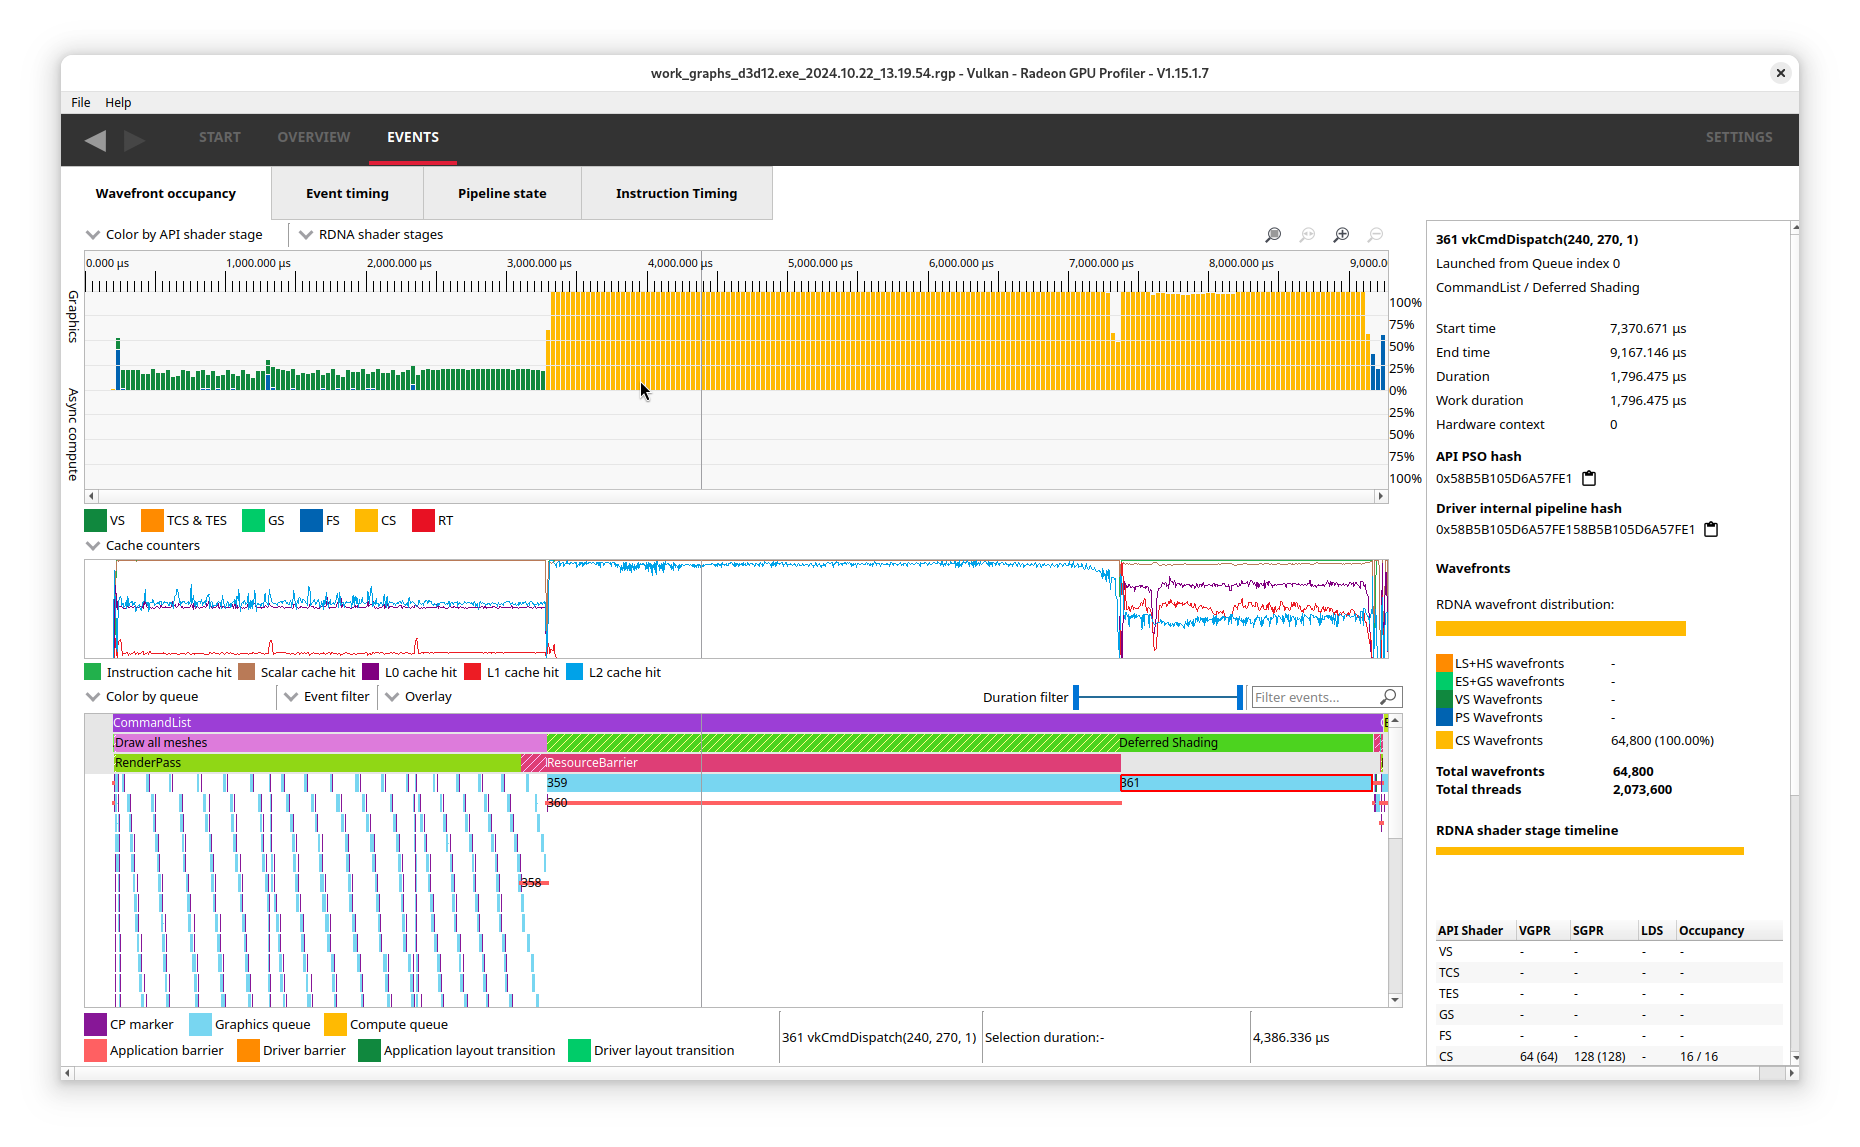 work_graphs_d3d12.exe_2024.10.22_13.19.54.rgp - Vulkan - Radeon GPU Profiler - V1.15.1.7
File Help
START OVERVIEW EVENTS SETTINGS
Wavefront occupancy Event timing Pipeline state Instruction Timing
Color by API shader stage RDNA shader stages
0.000 µs 1,000.000 µs 2,000.000 µs 3,000.000 µs 4,000.000 µs 5,000.000 µs 6,000.000 µs 7,000.000 µs 8,000.000 µs 9,000.0
Graphics
100%
75%
50%
25%
0%
Async compute
25%
50%
75%
100%
VS TCS & TES GS FS CS RT
Cache counters
Instruction cache hit Scalar cache hit L0 cache hit L1 cache hit L2 cache hit
Color by queue Event filter Overlay Duration filter Filter events...
CommandList
Draw all meshes Deferred Shading
RenderPass ResourceBarrier
359 361
360
358
CP marker Graphics queue Compute queue
Application barrier Driver barrier Application layout transition Driver layout transition
361 vkCmdDispatch(240, 270, 1) Selection duration:- 4,386.336 µs
361 vkCmdDispatch(240, 270, 1)
Launched from Queue index 0
CommandList / Deferred Shading
Start time 7,370.671 µs
End time 9,167.146 µs
Duration 1,796.475 µs
Work duration 1,796.475 µs
Hardware context 0
API PSO hash
0x58B5B105D6A57FE1
Driver internal pipeline hash
0x58B5B105D6A57FE158B5B105D6A57FE1
Wavefronts
RDNA wavefront distribution:
LS+HS wavefronts -
ES+GS wavefronts -
VS Wavefronts -
PS Wavefronts -
CS Wavefronts 64,800 (100.00%)
Total wavefronts 64,800
Total threads 2,073,600
RDNA shader stage timeline
API Shader VGPR SGPR LDS Occupancy
VS - - - -
TCS - - - -
TES - - - -
GS - - - -
FS - - - -
CS 64 (64) 128 (128) - 16 / 16